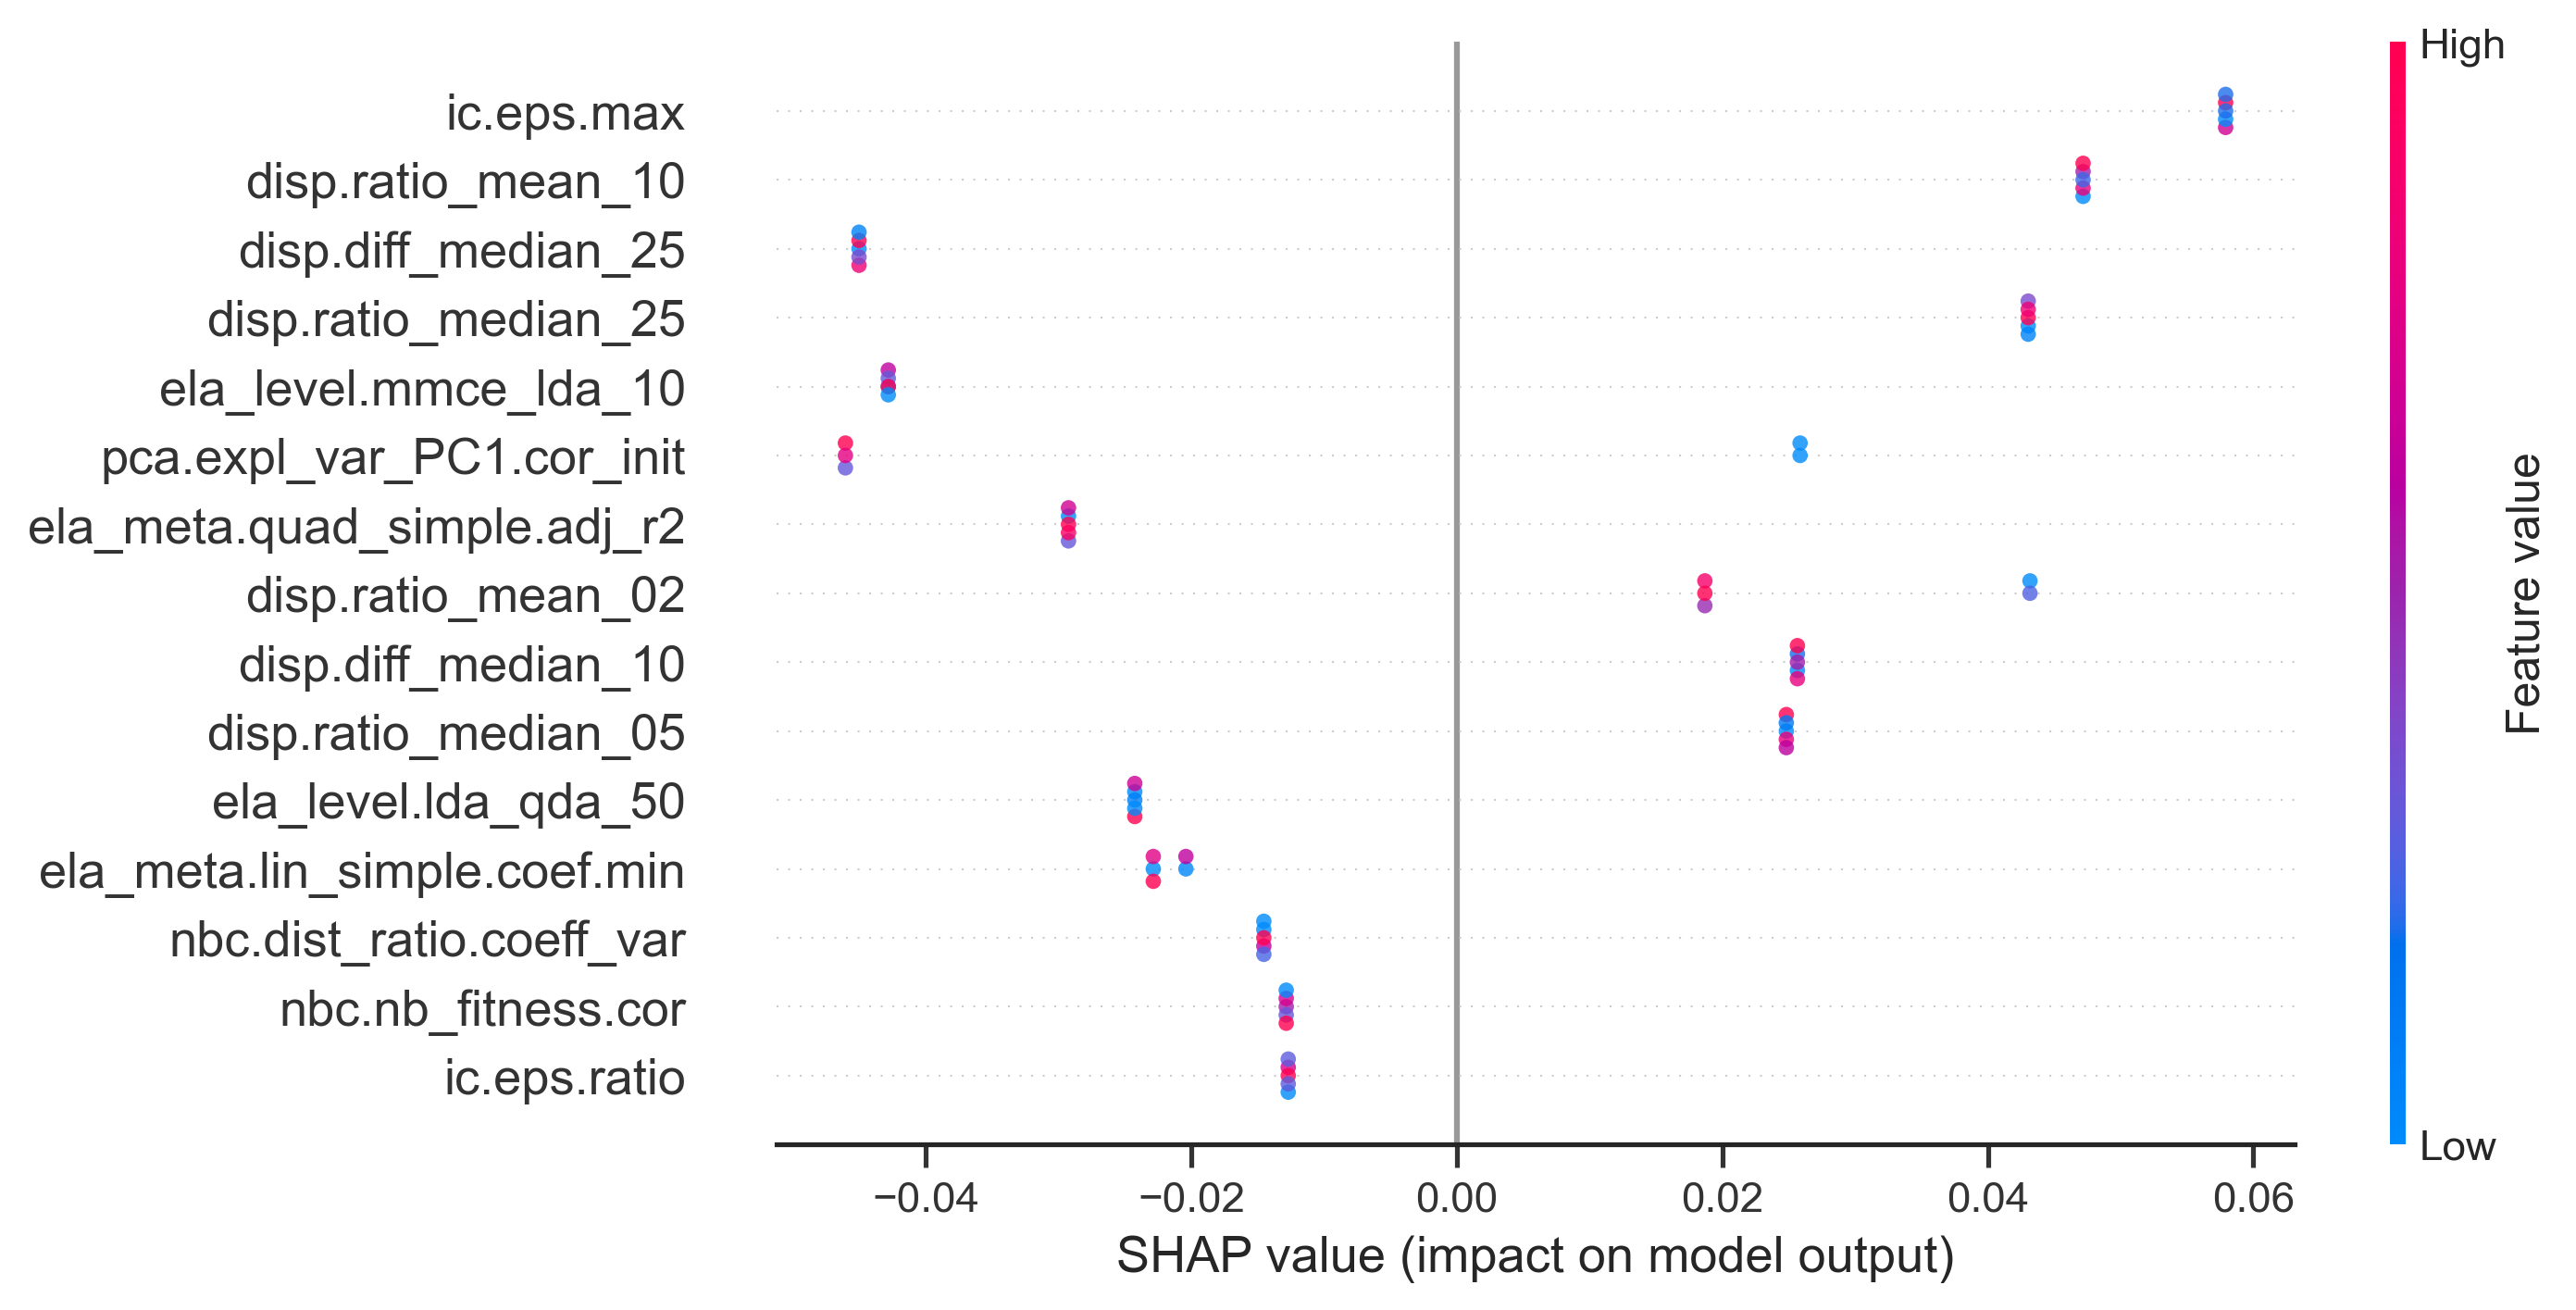 High
ic.eps.max
disp.ratio_mean_10
disp.diff_median_25
disp.ratio_median_25
ela_level.mmce_lda_10
pca.expl_var_PC1.cor_init
ela_meta.quad_simple.adj_r2
disp.ratio_mean_02
disp.diff_median_10
disp.ratio_median_05
ela_level.lda_qda_50
ela_meta.lin_simple.coef.min
nbc.dist_ratio.coeff_var
nbc.nb_fitness.cor
ic.eps.ratio
Feature value
Low
−0.04 −0.02 0.00 0.02 0.04 0.06
SHAP value (impact on model output)